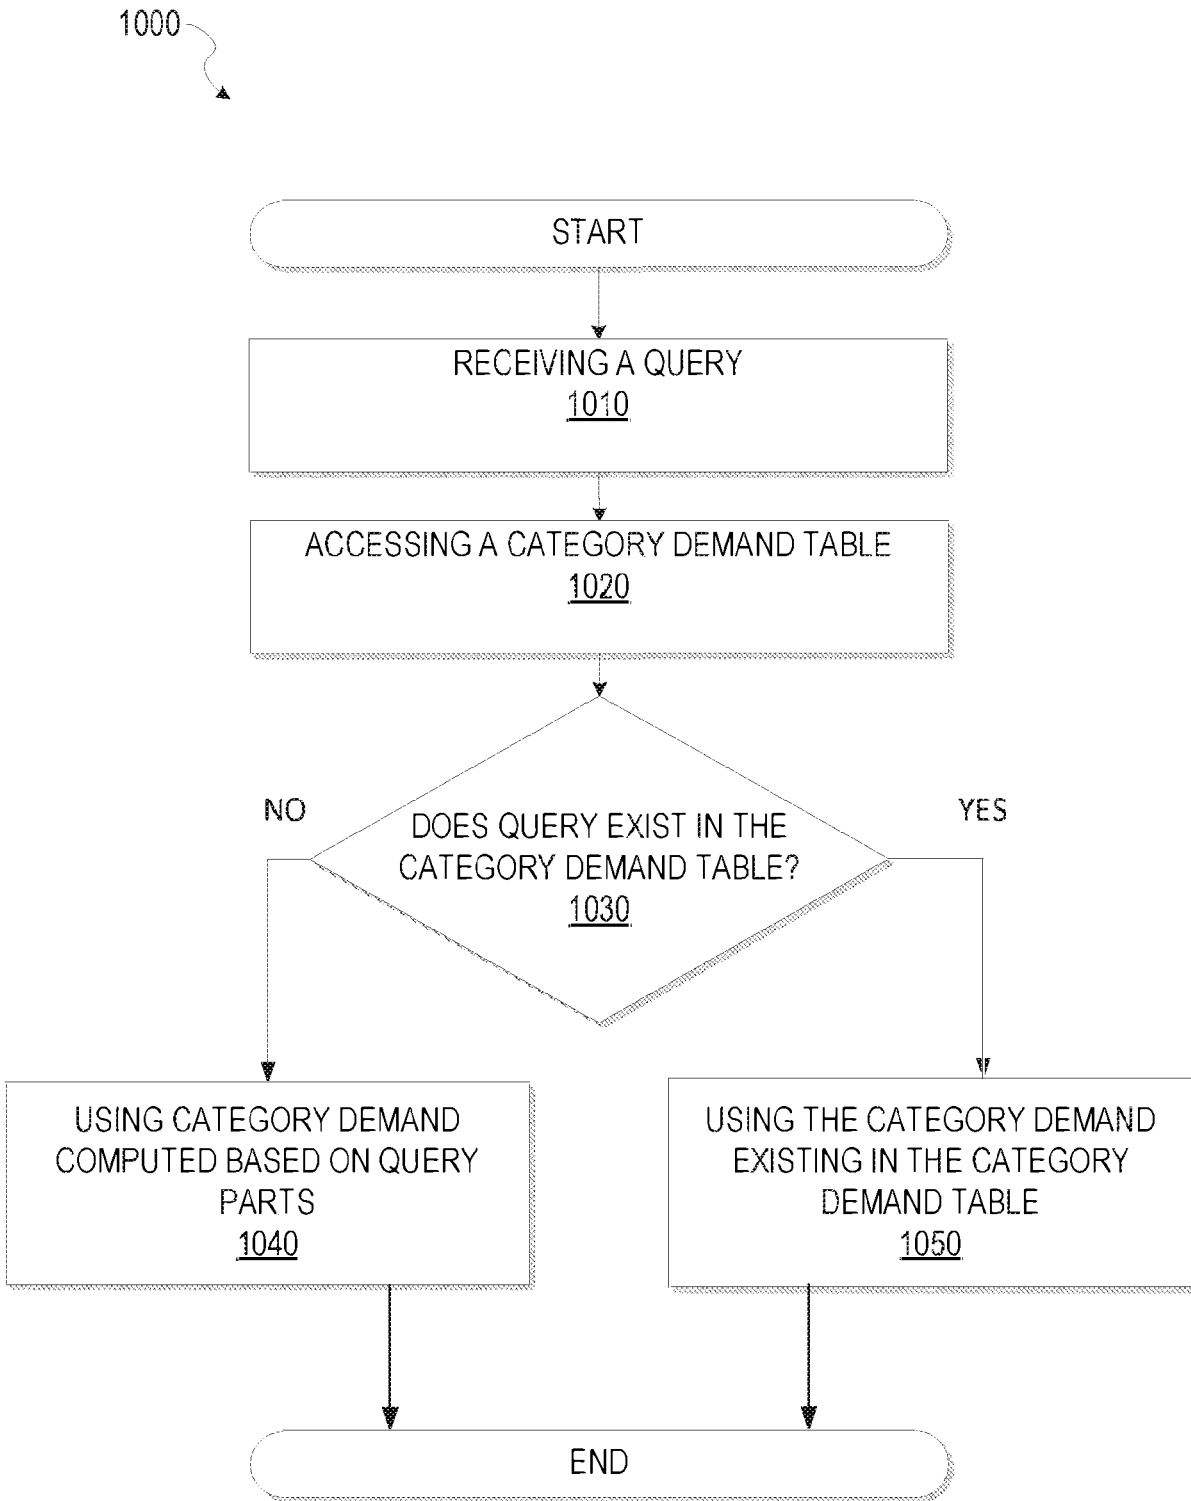 1000
START
RECEIVING A QUERY
1010
ACCESSING A CATEGORY DEMAND TABLE
1020
NO
YES
DOES QUERY EXIST IN THE
CATEGORY DEMAND TABLE?
1030
USING CATEGORY DEMAND
COMPUTED BASED ON QUERY
PARTS
1040
USING THE CATEGORY DEMAND
EXISTING IN THE CATEGORY
DEMAND TABLE
1050
END